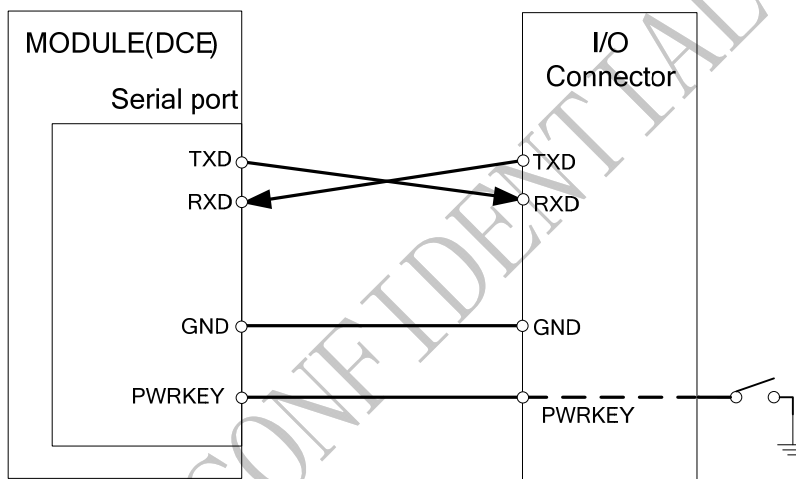 MODULE(DCE)
Serial port
TXD
RXD
GND
PWRKEY
I/O
Connector
TXD
RXD
GND
PWRKEY
CONFIDENTIAL